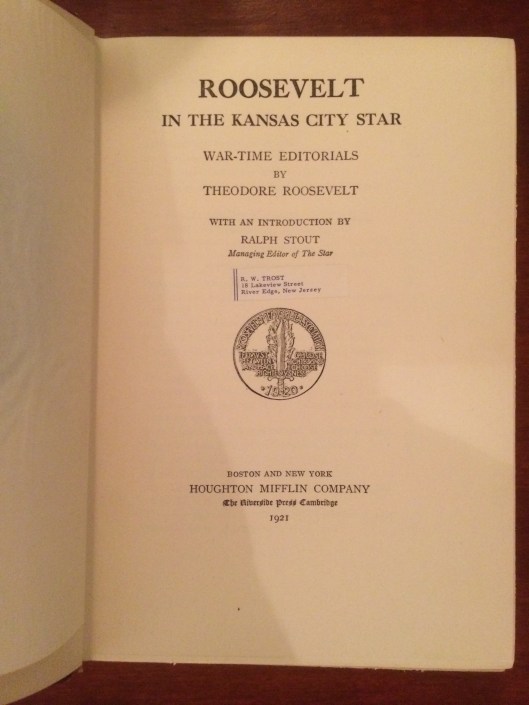 ROOSEVELT
IN THE KANSAS CITY STAR
WAR-TIME EDITORIALS
BY
THEODORE ROOSEVELT
WITH AN INTRODUCTION BY
RALPH STOUT
Managing Editor of The Star
R. W. TROST
18 Lakeview Street
River Edge, New Jersey
·1920·
BOSTON AND NEW YORK
HOUGHTON MIFFLIN COMPANY
The Riverside Press Cambridge
1921